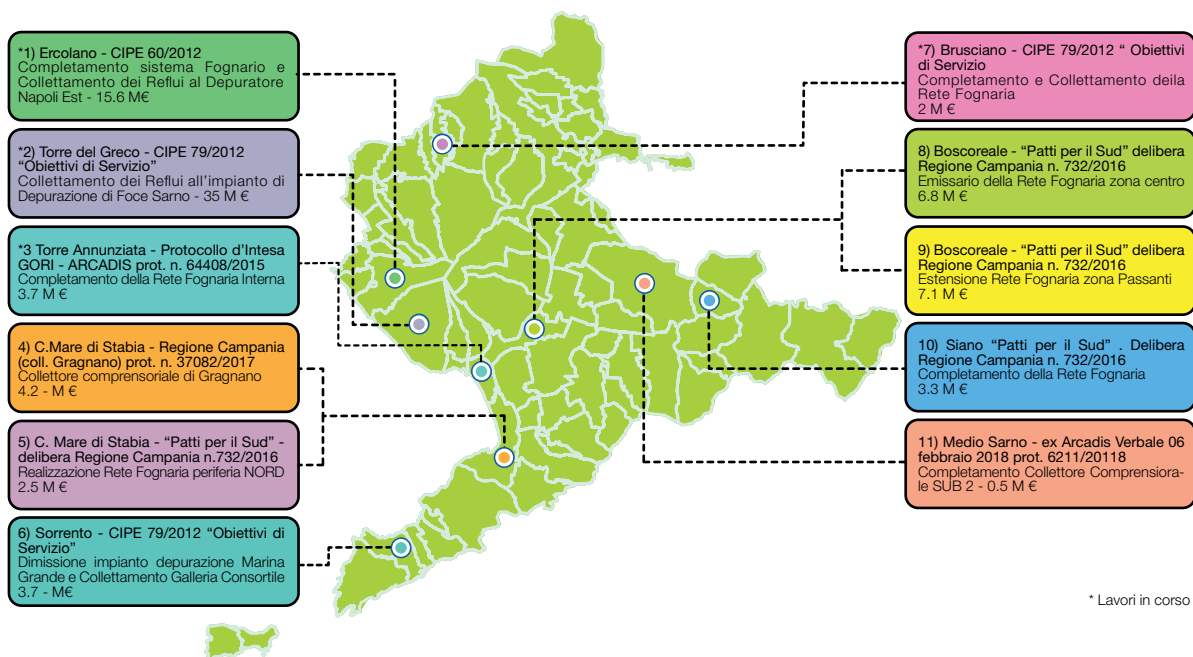 *1) Ercolano - CIPE 60/2012
Completamento sistema Fognario e
Collettamento dei Reflui al Depuratore
Napoli Est - 15.6 M€
*2) Torre del Greco - CIPE 79/2012
“Obiettivi di Servizio”
Collettamento dei Reflui all’impianto di
Depurazione di Foce Sarno - 35 M €
*3 Torre Annunziata - Protocollo d’Intesa
GORI - ARCADIS prot. n. 64408/2015
Completamento della Rete Fognaria Interna
3.7 M €
4) C.Mare di Stabia - Regione Campania
(coll. Gragnano) prot. n. 37082/2017
Collettore comprensoriale di Gragnano
4.2 - M€
5) C. Mare di Stabia - “Patti per il Sud” -
delibera Regione Campania n.732/2016
Realizzazione Rete Fognaria periferia NORD
2.5 M €
6) Sorrento - CIPE 79/2012 “Obiettivi di
Servizio”
Dimissione impianto depurazione Marina
Grande e Collettamento Galleria Consortile
3.7 - M€
*7) Brusciano - CIPE 79/2012 “ Obiettivi
di Servizio
Completamento e Collettamento deila
Rete Fognaria
2 M €
8) Boscoreale - “Patti per il Sud” delibera
Regione Campania n. 732/2016
Emissario della Rete Fognaria zona centro
6.8 M €
9) Boscoreale - “Patti per il Sud” delibera
Regione Campania n. 732/2016
Estensione Rete Fognaria zona Passanti
7.1 M €
10) Siano “Patti per il Sud” . Delibera
Regione Campania n. 732/2016
Completamento della Rete Fognaria
3.3 M €
11) Medio Sarno - ex Arcadis Verbale 06
febbraio 2018 prot. 6211/20118
Completamento Collettore Comprensiora-
le SUB 2 - 0.5 M €
* Lavori in corso